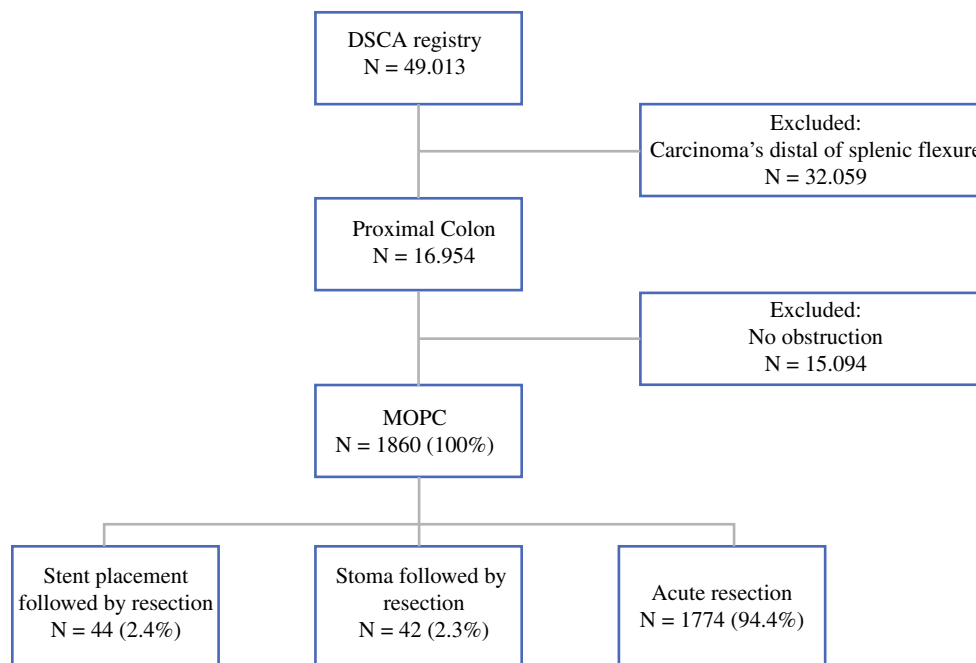 DSCA registry
N = 49.013
Excluded:
Carcinoma's distal of splenic flexure
N = 32.059
Proximal Colon
N = 16.954
Excluded:
No obstruction
N = 15.094
MOPC
N = 1860 (100%)
Stent placement
followed by resection
N = 44 (2.4%)
Stoma followed by
resection
N = 42 (2.3%)
Acute resection
N = 1774 (94.4%)